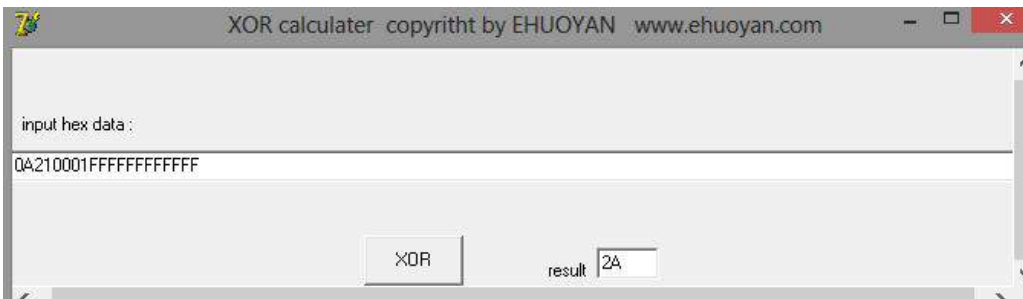 XOR calculater copyritht by EHUOYAN www.ehuoyan.com
input hex data :
0A210001FFFFFFFFFFFF
XOR
result 2A